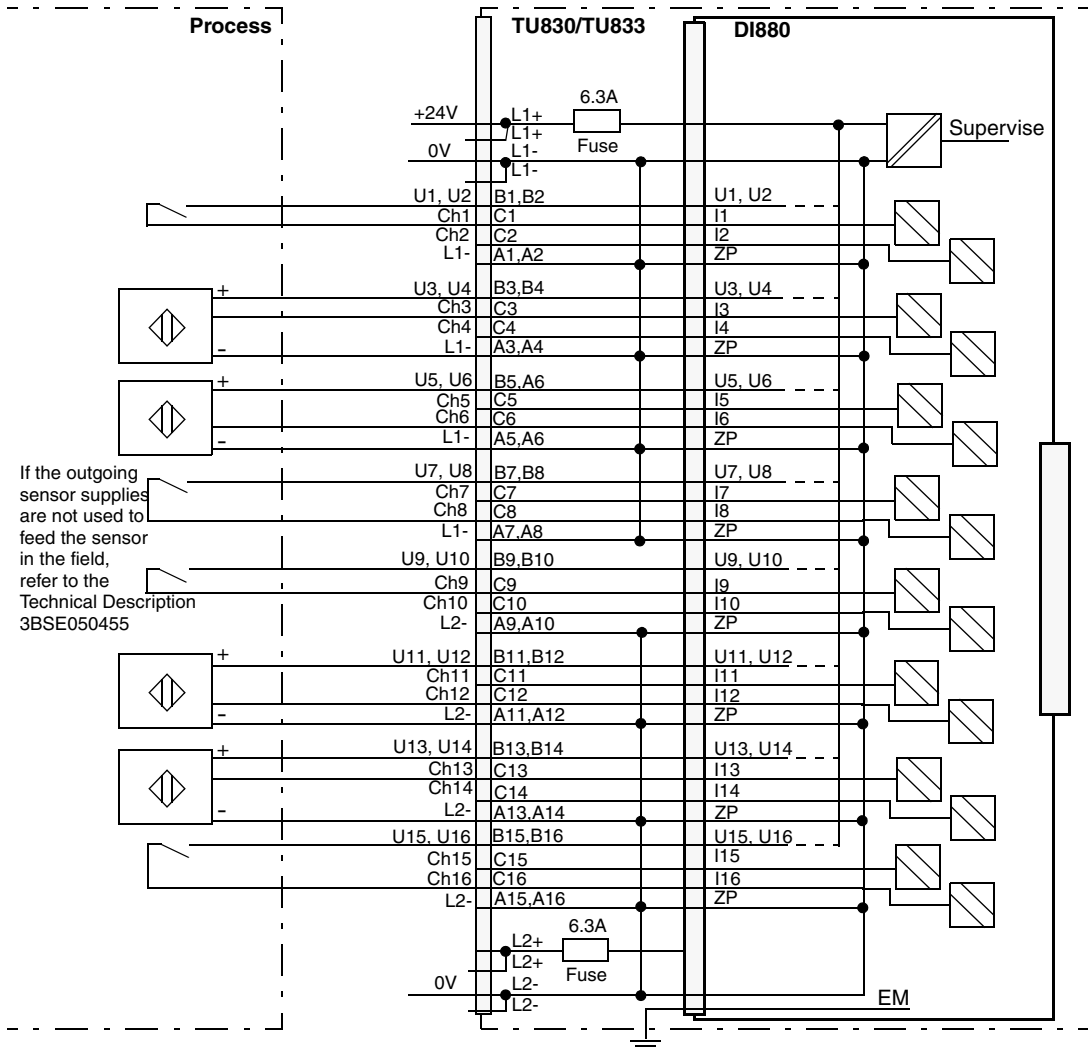 Process
TU830/TU833
DI880
6.3A
+24V
L1+
L1+
Fuse
Supervise
0V
L1-
L1-
U1, U2 B1,B2 U1, U2
Ch1 C1 I1
Ch2 C2 I2
L1- A1,A2 ZP
+ U3, U4 B3,B4 U3, U4
Ch3 C3 I3
Ch4 C4 I4
- L1- A3,A4 ZP
+ U5, U6 B5,A6 U5, U6
Ch5 C5 I5
Ch6 C6 I6
- L1- A5,A6 ZP
If the outgoing
sensor supplies
are not used to
feed the sensor
in the field,
refer to the
Technical Description
3BSE050455
U7, U8 B7,B8 U7, U8
Ch7 C7 I7
Ch8 C8 I8
L1- A7,A8 ZP
U9, U10 B9,B10 U9, U10
Ch9 C9 I9
Ch10 C10 I10
L2- A9,A10 ZP
+ U11, U12 B11,B12 U11, U12
Ch11 C11 I11
Ch12 C12 I12
- L2- A11,A12 ZP
+ U13, U14 B13,B14 U13, U14
Ch13 C13 I13
Ch14 C14 I14
- L2- A13,A14 ZP
U15, U16 B15,B16 U15, U16
Ch15 C15 I15
Ch16 C16 I16
L2- A15,A16 ZP
6.3A
L2+
L2+
Fuse
0V
L2-
L2-
EM